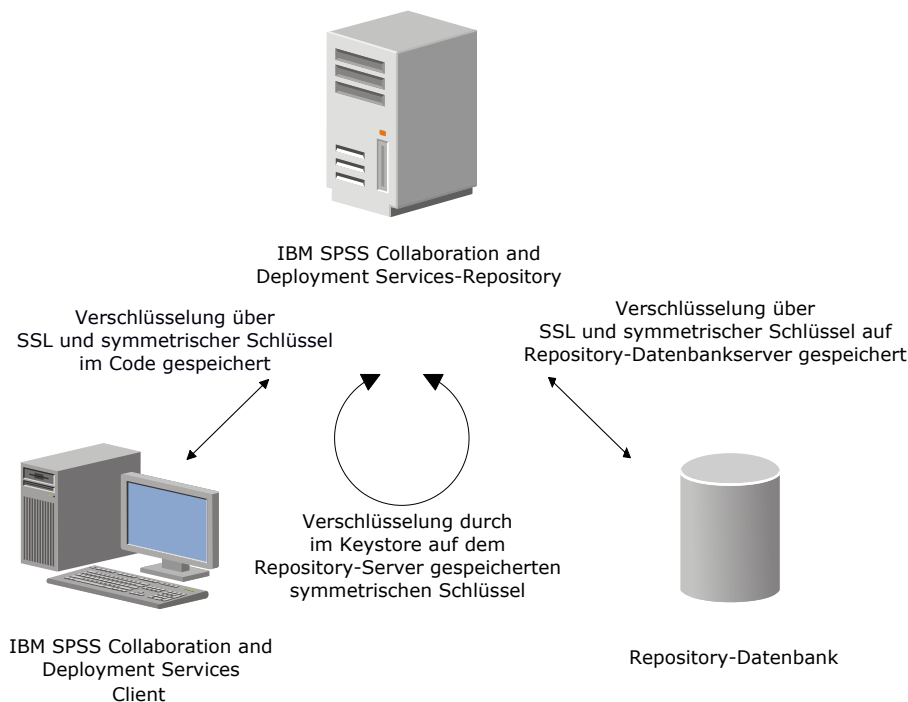 IBM SPSS Collaboration and
Deployment Services-Repository
Verschlüsselung über
SSL und symmetrischer Schlüssel
im Code gespeichert
Verschlüsselung über
SSL und symmetrischer Schlüssel auf
Repository-Datenbankserver gespeichert
Verschlüsselung durch
im Keystore auf dem
Repository-Server gespeicherten
symmetrischen Schlüssel
IBM SPSS Collaboration and
Deployment Services
Client
Repository-Datenbank